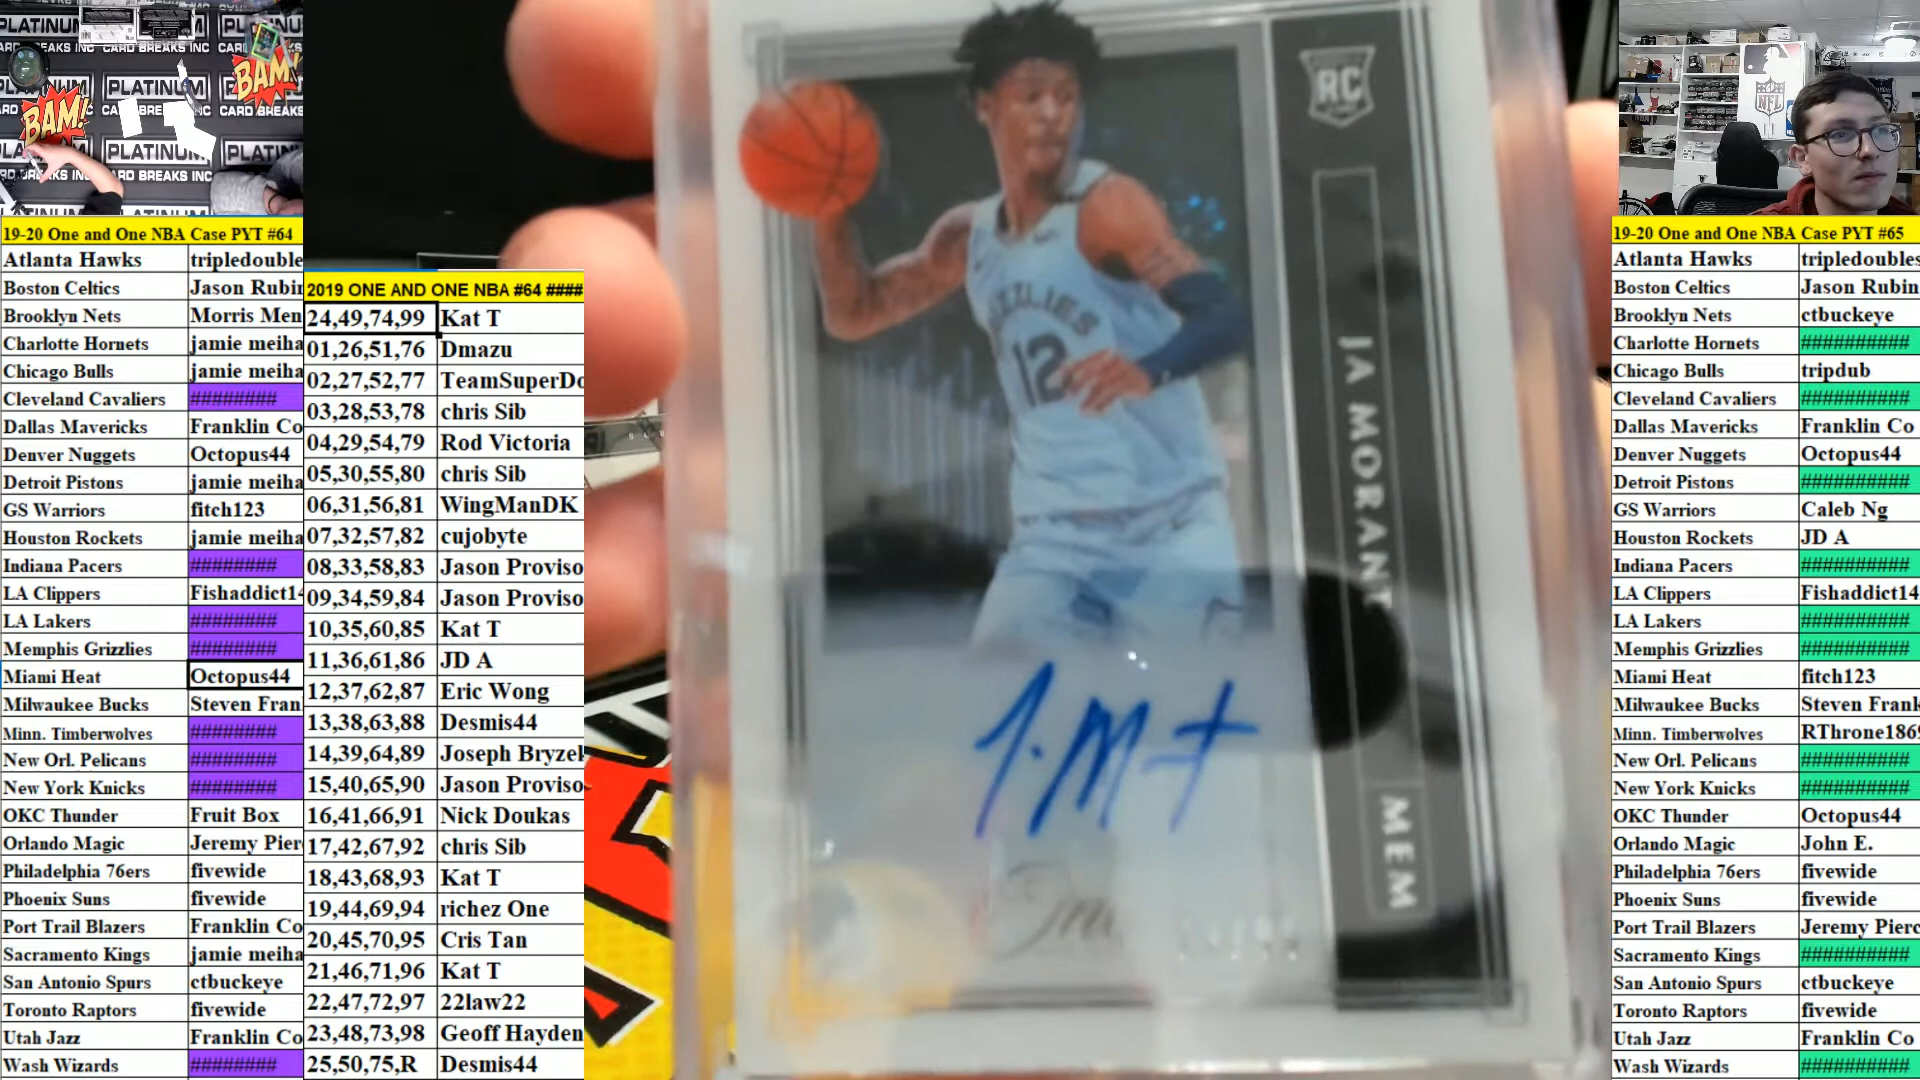 PLATINUM
CARD BREAKS INC
BAM!
BAM!
PLATINUM
CARD BREAKS INC
PLATINUM
PLATINUM
BREAKS INC
PLATINUM
19-20 One and One NBA Case PYT #64
Atlanta Hawks tripledouble
Boston Celtics Jason Rubin
Brooklyn Nets Morris Men
Charlotte Hornets jamie meiha
Chicago Bulls jamie meiha
Cleveland Cavaliers ########
Dallas Mavericks Franklin Co
Denver Nuggets Octopus44
Detroit Pistons jamie meiha
GS Warriors fitch123
Houston Rockets jamie meiha
Indiana Pacers ########
LA Clippers Fishaddict14
LA Lakers ########
Memphis Grizzlies ########
Miami Heat Octopus44
Milwaukee Bucks Steven Fran
Minn. Timberwolves ########
New Orl. Pelicans ########
New York Knicks ########
OKC Thunder Fruit Box
Orlando Magic Jeremy Pier
Philadelphia 76ers fivewide
Phoenix Suns fivewide
Port Trail Blazers Franklin Co
Sacramento Kings jamie meiha
San Antonio Spurs ctbuckeye
Toronto Raptors fivewide
Utah Jazz Franklin Co
Wash Wizards ########
2019 ONE AND ONE NBA #64 ####
24,49,74,99 Kat T
01,26,51,76 Dmazu
02,27,52,77 TeamSuperDo
03,28,53,78 chris Sib
04,29,54,79 Rod Victoria
05,30,55,80 chris Sib
06,31,56,81 WingManDK
07,32,57,82 cujobyte
08,33,58,83 Jason Proviso
09,34,59,84 Jason Proviso
10,35,60,85 Kat T
11,36,61,86 JD A
12,37,62,87 Eric Wong
13,38,63,88 Desmis44
14,39,64,89 Joseph Bryzel
15,40,65,90 Jason Proviso
16,41,66,91 Nick Doukas
17,42,67,92 chris Sib
18,43,68,93 Kat T
19,44,69,94 richez One
20,45,70,95 Cris Tan
21,46,71,96 Kat T
22,47,72,97 22law22
23,48,73,98 Geoff Hayden
25,50,75,R Desmis44
RC
JA MORANT
MEM
12
J. M t
NFL
19-20 One and One NBA Case PYT #65
Atlanta Hawks tripledoubles
Boston Celtics Jason Rubin
Brooklyn Nets ctbuckeye
Charlotte Hornets ##########
Chicago Bulls tripdub
Cleveland Cavaliers ##########
Dallas Mavericks Franklin Co
Denver Nuggets Octopus44
Detroit Pistons ##########
GS Warriors Caleb Ng
Houston Rockets JD A
Indiana Pacers ##########
LA Clippers Fishaddict14
LA Lakers ##########
Memphis Grizzlies ##########
Miami Heat fitch123
Milwaukee Bucks Steven Frank
Minn. Timberwolves RThrone1869
New Orl. Pelicans ##########
New York Knicks ##########
OKC Thunder Octopus44
Orlando Magic John E.
Philadelphia 76ers fivewide
Phoenix Suns fivewide
Port Trail Blazers Jeremy Pierc
Sacramento Kings ##########
San Antonio Spurs ctbuckeye
Toronto Raptors fivewide
Utah Jazz Franklin Co
Wash Wizards ##########